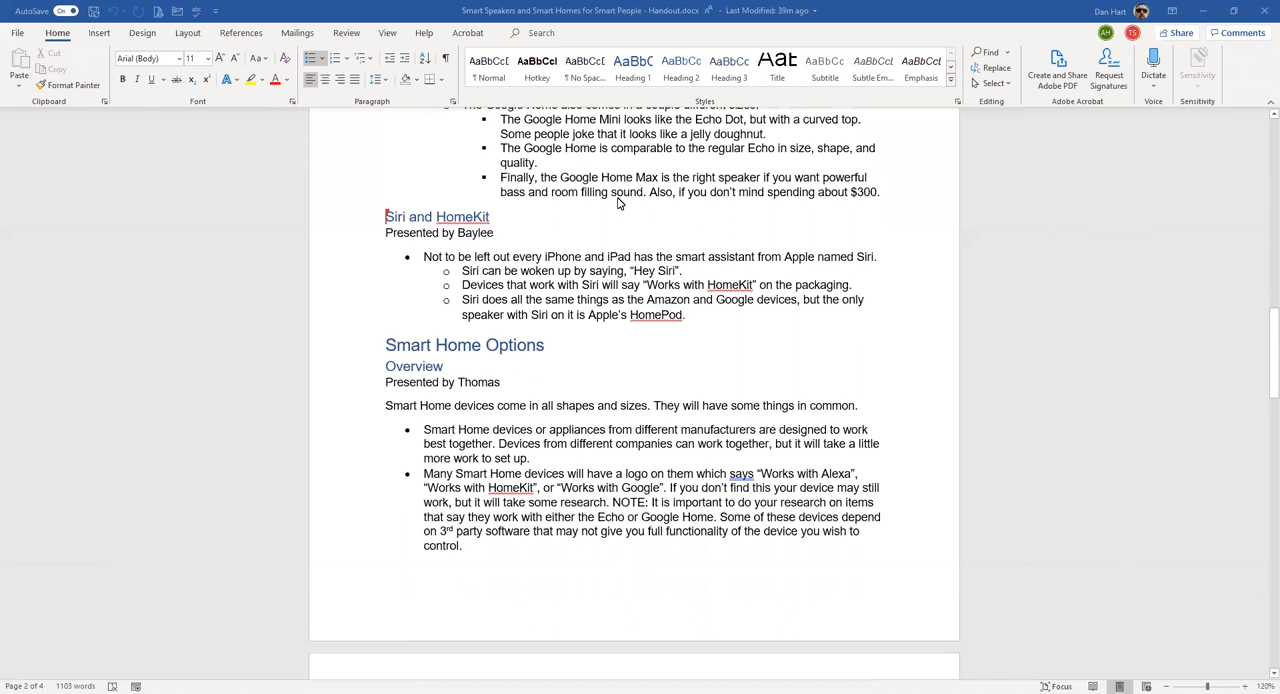 AutoSave On
Smart Speakers and Smart Homes for Smart People - Handout.docx
- Last Modified: 39m ago
Dan Hart
File Home Insert Draw Design Layout References Mailings Review View Help Acrobat Search
AH TS Share Comments
Paste
Cut
Copy
Format Painter
Clipboard
Arial (Body) 11
Font
Paragraph
AaBbCcI AaBbCcI AaBbC( AaBbC AaBbCc AaBbCc Aat AaBbCc AaBbCcI AaBbCcI
¶ Normal Hotkey ¶ No Spac... Heading 1 Heading 2 Heading 3 Title Subtitle Subtle Em... Emphasis
Styles
Find
Replace
Select
Editing
Create and Share
Adobe PDF
Request
Signatures
Adobe Acrobat
Dictate
Voice
Sensitivity
Sensitivity
The Google Home also comes in a couple different sizes.
The Google Home Mini looks like the Echo Dot, but with a curved top.
Some people joke that it looks like a jelly doughnut.
The Google Home is comparable to the regular Echo in size, shape, and
quality.
Finally, the Google Home Max is the right speaker if you want powerful
bass and room filling sound. Also, if you don't mind spending about $300.
Siri and HomeKit
Presented by Baylee
Not to be left out every iPhone and iPad has the smart assistant from Apple named Siri.
Siri can be woken up by saying, “Hey Siri”.
Devices that work with Siri will say “Works with HomeKit” on the packaging.
Siri does all the same things as the Amazon and Google devices, but the only
speaker with Siri on it is Apple's HomePod.
Smart Home Options
Overview
Presented by Thomas
Smart Home devices come in all shapes and sizes. They will have some things in common.
Smart Home devices or appliances from different manufacturers are designed to work
best together. Devices from different companies can work together, but it will take a little
more work to set up.
Many Smart Home devices will have a logo on them which says “Works with Alexa”,
“Works with HomeKit”, or “Works with Google”. If you don't find this your device may still
work, but it will take some research. NOTE: It is important to do your research on items
that say they work with either the Echo or Google Home. Some of these devices depend
on 3rd party software that may not give you full functionality of the device you wish to
control.
Page 2 of 4 1103 words
Focus
120%